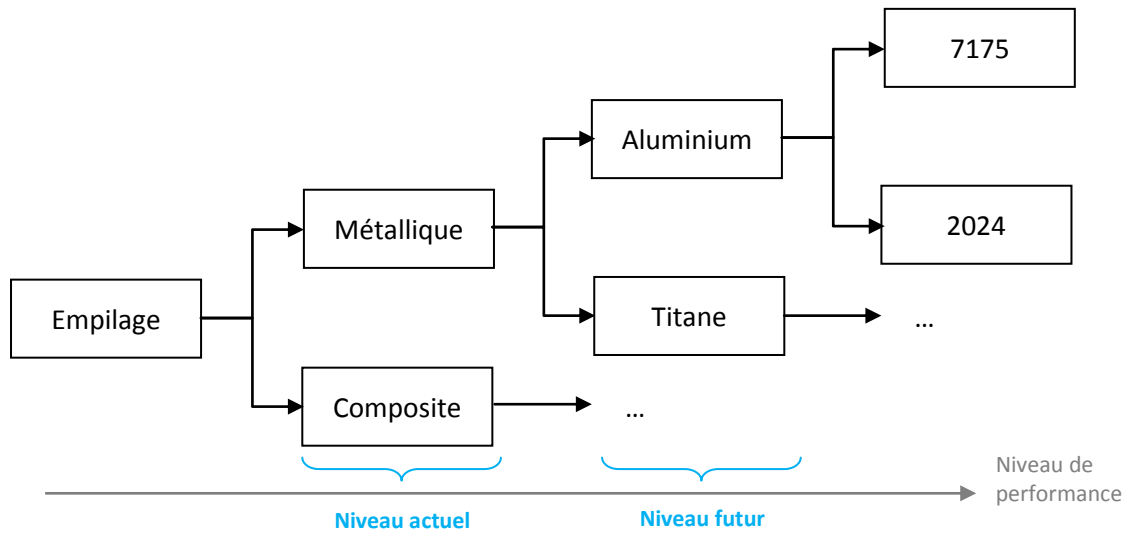 7175
Aluminium
Métallique
2024
Empilage
Titane
...
Composite
...
Niveau de
performance
Niveau actuel
Niveau futur